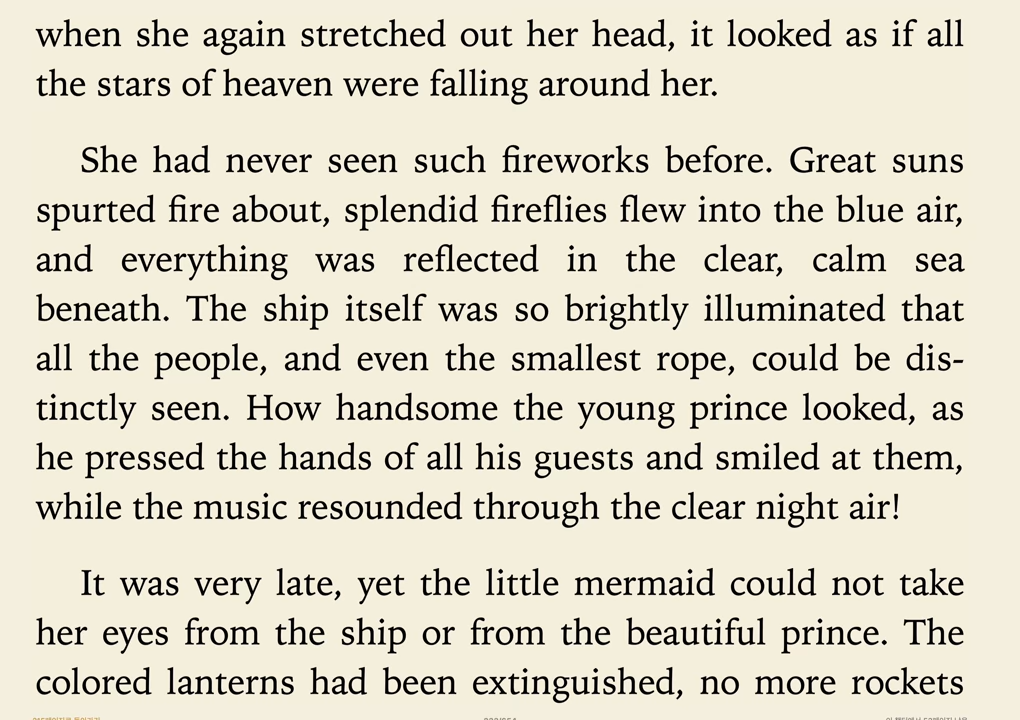 when she again stretched out her head, it looked as if all
the stars of heaven were falling around her.
She had never seen such fireworks before. Great suns
spurted fire about, splendid fireflies flew into the blue air,
and everything was reflected in the clear, calm sea
beneath. The ship itself was so brightly illuminated that
all the people, and even the smallest rope, could be dis-
tinctly seen. How handsome the young prince looked, as
he pressed the hands of all his guests and smiled at them,
while the music resounded through the clear night air!
It was very late, yet the little mermaid could not take
her eyes from the ship or from the beautiful prince. The
colored lanterns had been extinguished, no more rockets